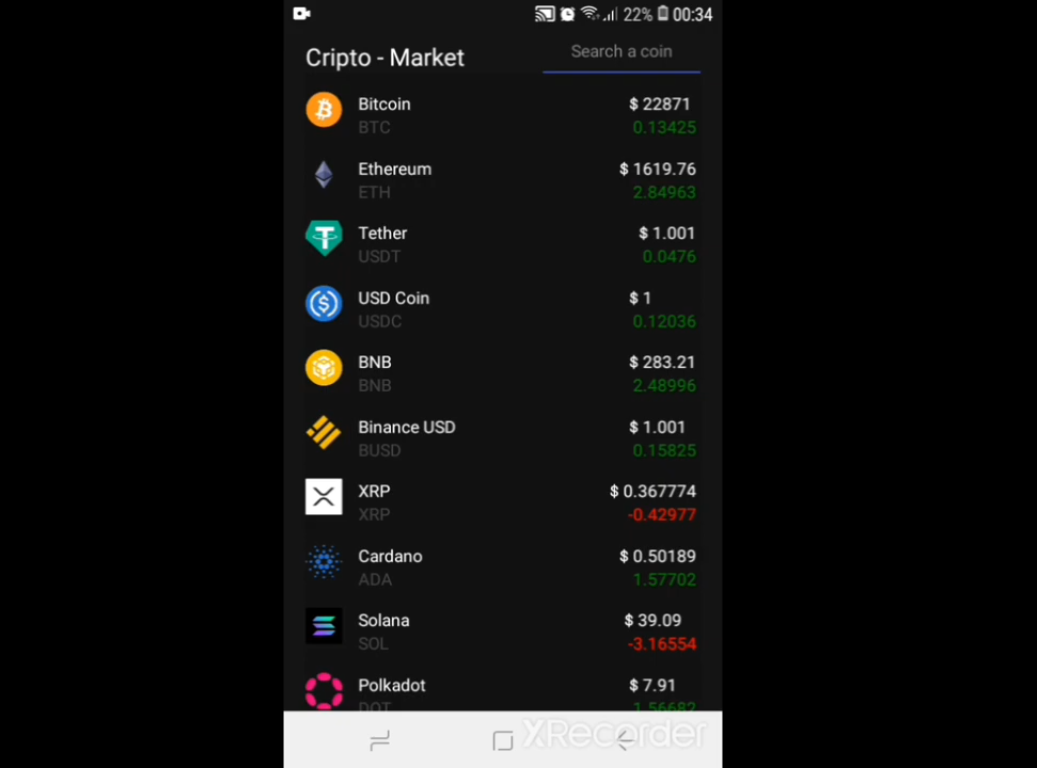 22% 00:34
Cripto - Market
Search a coin
Bitcoin $ 22871
BTC 0.13425
Ethereum $ 1619.76
ETH 2.84963
Tether $ 1.001
USDT 0.0476
USD Coin $ 1
USDC 0.12036
BNB $ 283.21
BNB 2.48996
Binance USD $ 1.001
BUSD 0.15825
XRP $ 0.367774
XRP -0.42977
Cardano $ 0.50189
ADA 1.57702
Solana $ 39.09
SOL -3.16554
Polkadot $ 7.91
DOT 1.56682
XRecorder